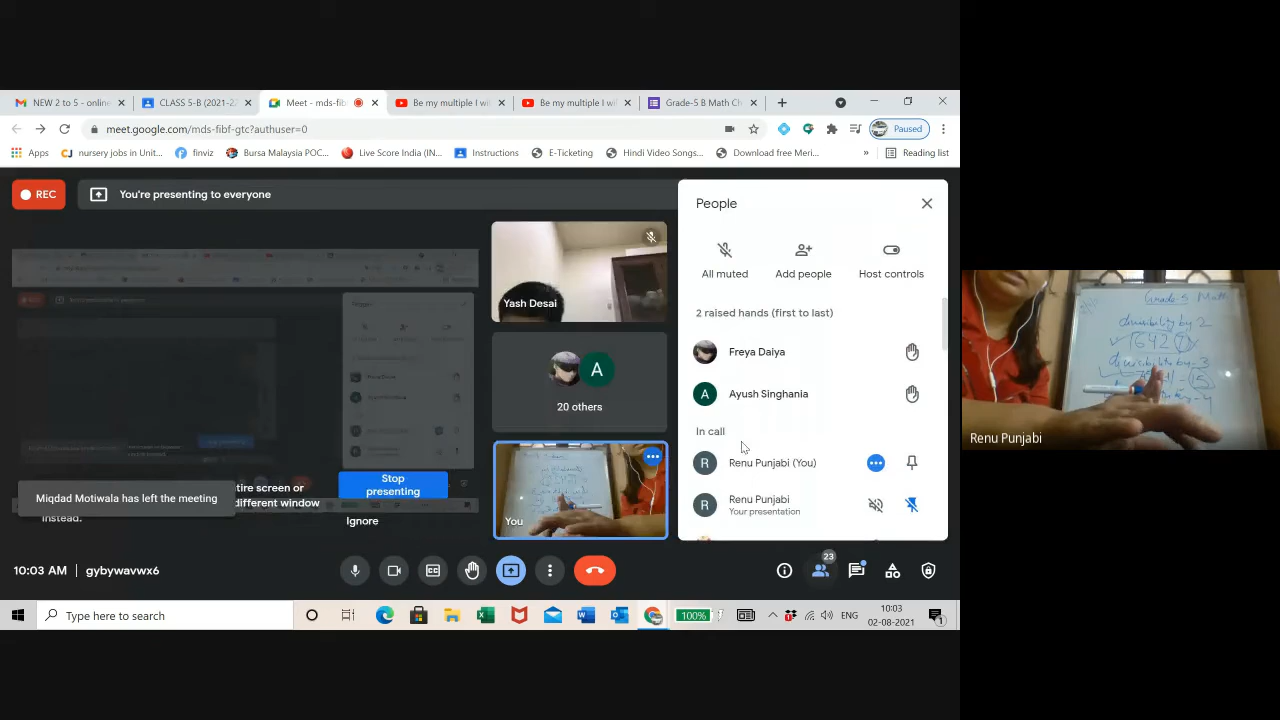 NEW 2 to 5 - online
CLASS 5-B (2021-2
Meet - mds-fibf
Be my multiple I wi
Be my multiple I wi
Grade-5 B Math Ch
meet.google.com/mds-fibf-gtc?authuser=0
Paused
Apps
nursery jobs in Unit...
finviz
Bursa Malaysia POC...
Live Score India (IN...
Instructions
E-Ticketing
Hindi Video Songs...
Download free Meri...
»
Reading list
REC
You're presenting to everyone
People
All muted
Add people
Host controls
2 raised hands (first to last)
Freya Daiya
A Ayush Singhania
In call
R Renu Punjabi (You)
R Renu Punjabi
Your presentation
Yash Desai
A
20 others
You
tire screen or
different window
instead.
Stop
presenting
Ignore
Miqdad Motiwala has left the meeting
10:03 AM | gybywavwx6
23
Type here to search
100%
ENG
10:03
02-08-2021
1
Grade-5 Math
divisibility by 2
divisibility by-3
15
Renu Punjabi